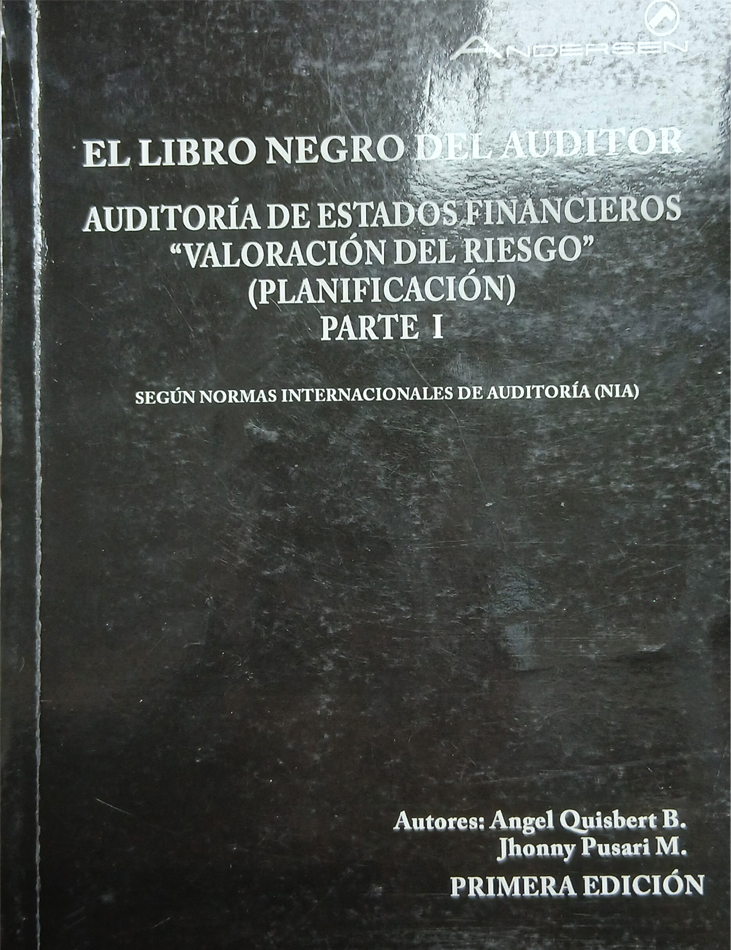 ANDERSEN
EL LIBRO NEGRO DEL AUDITOR
AUDITORÍA DE ESTADOS FINANCIEROS
“VALORACIÓN DEL RIESGO”
(PLANIFICACIÓN)
PARTE I
SEGÚN NORMAS INTERNACIONALES DE AUDITORÍA (NIA)
Autores: Angel Quisbert B.
Jhonny Pusari M.
PRIMERA EDICIÓN